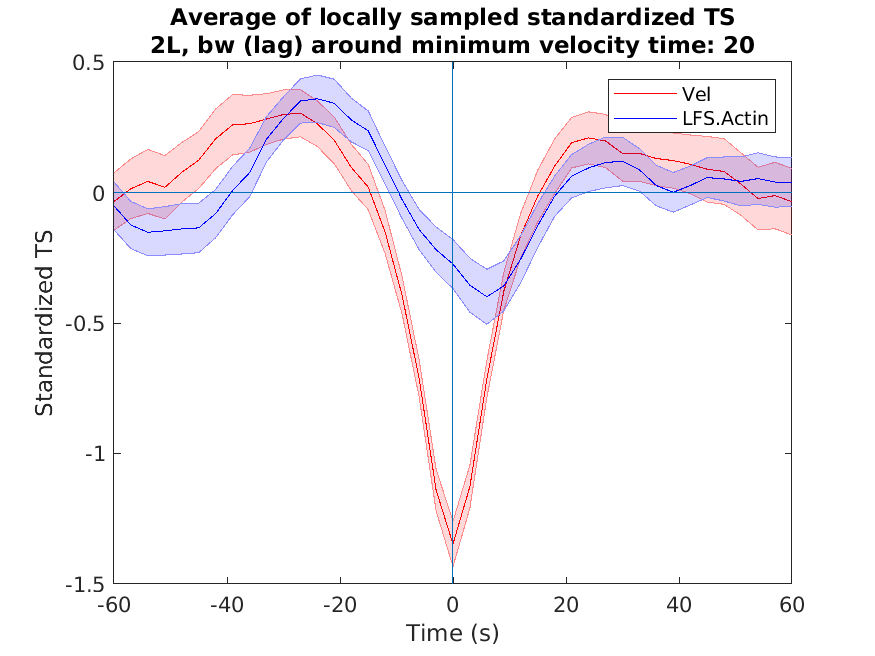 Average of locally sampled standardized TS
2L, bw (lag) around minimum velocity time: 20
Vel
LFS.Actin
0.5
0
-0.5
-1
-1.5
Standardized TS
-60
-40
-20
0
20
40
60
Time (s)